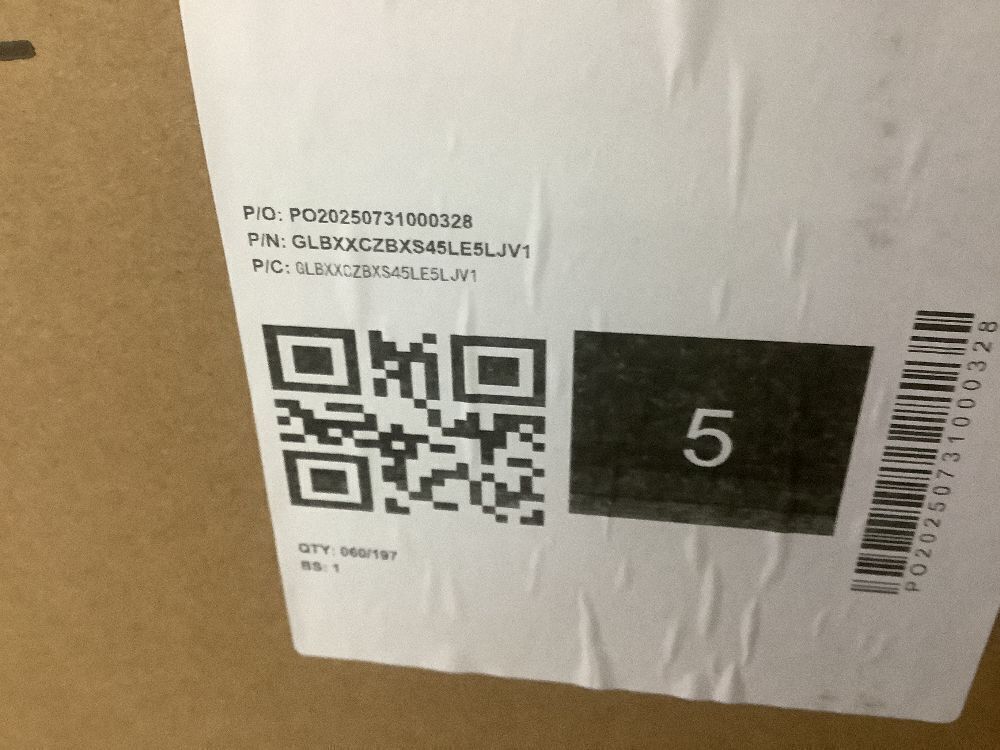 P/O: PO20250731000328
P/N: GLBXXCZBXS45LE5LJV1
P/C: GLBXXCZBXS45LE5LJV1
5
PO20250731000328
QTY: 060/197
BS: 1